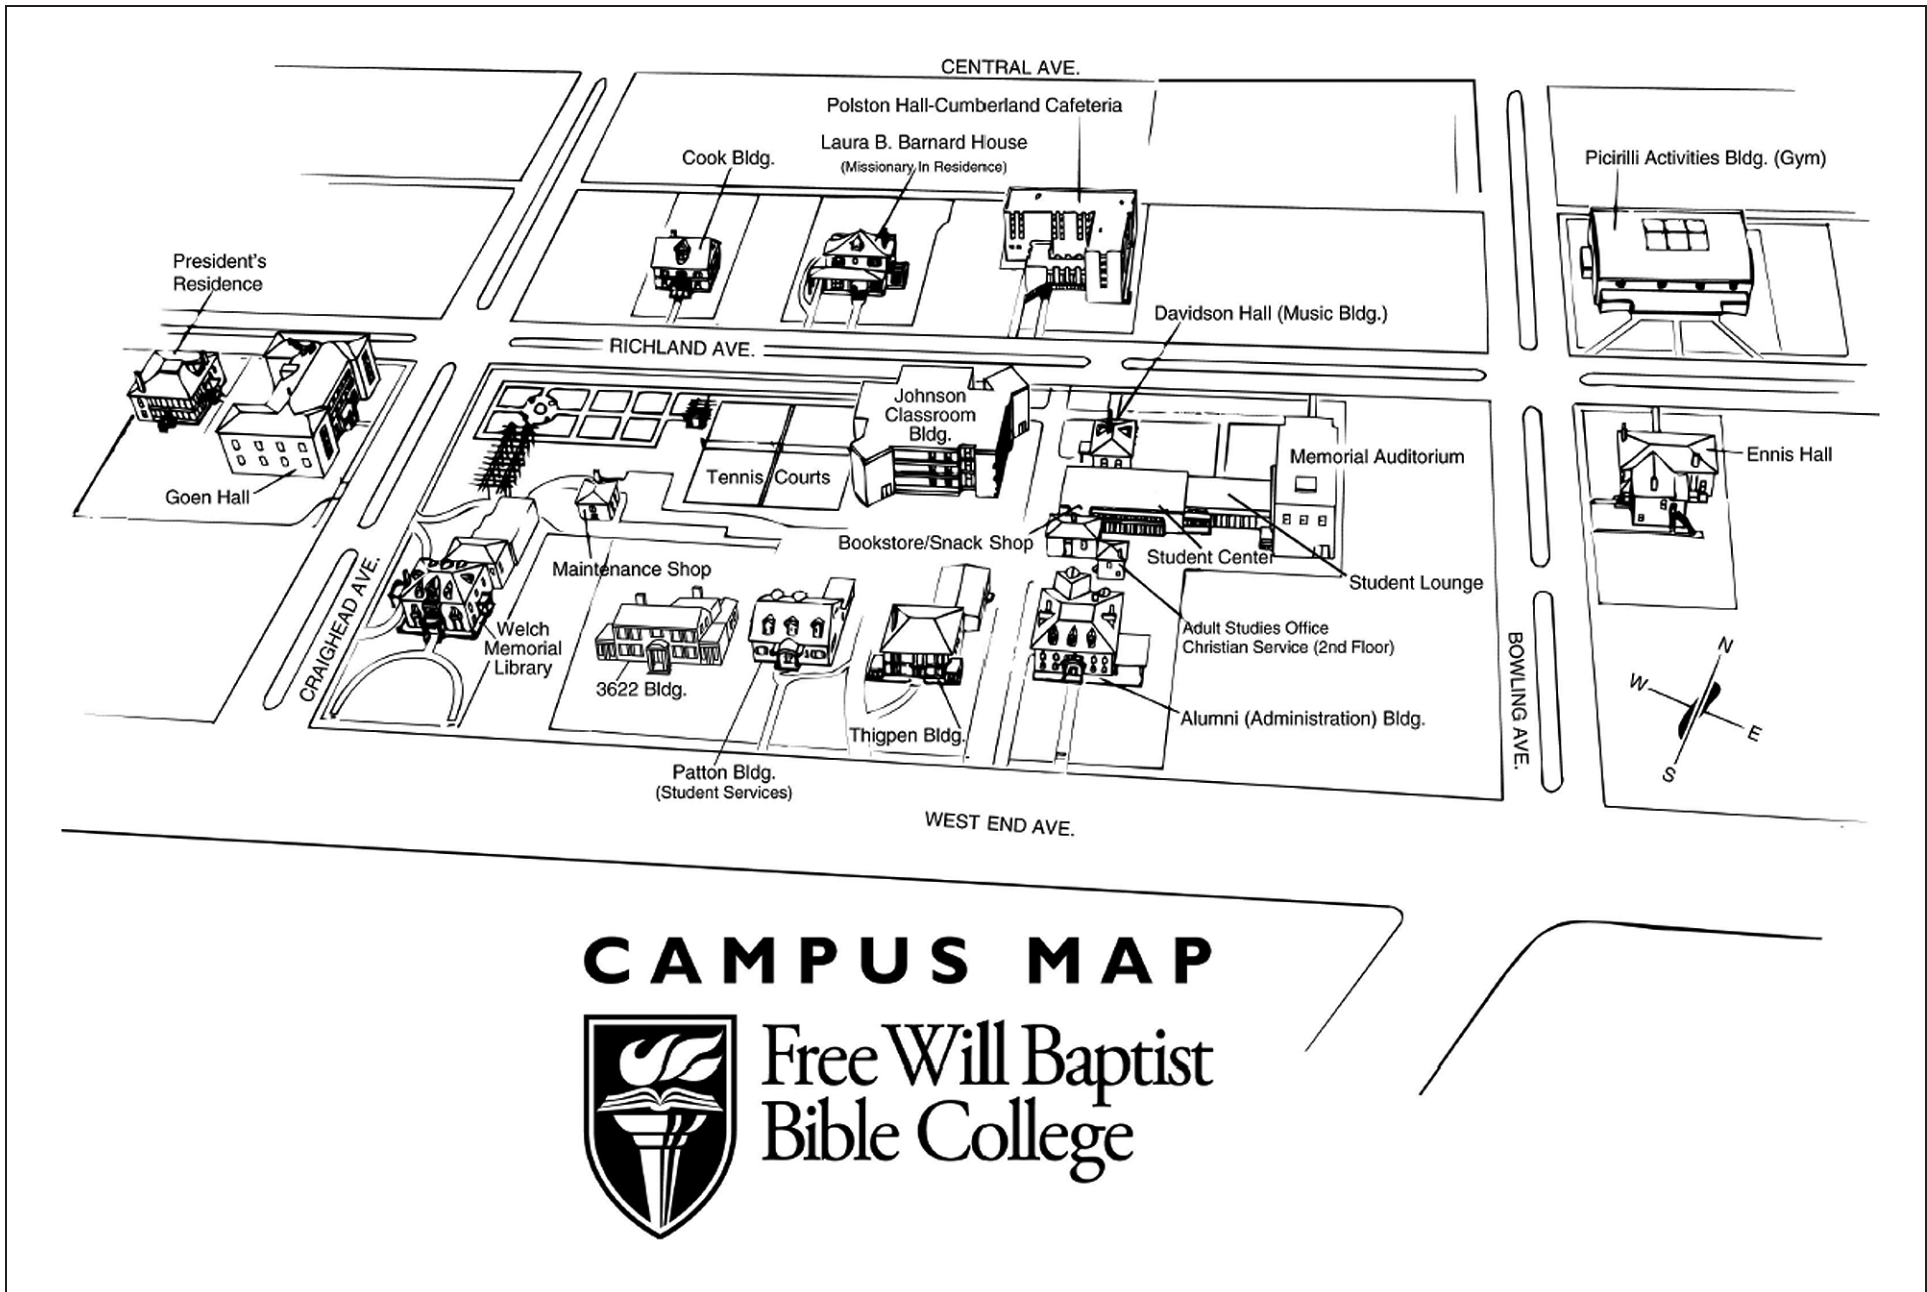 CENTRAL AVE.
Polston Hall-Cumberland Cafeteria
Laura B. Barnard House
(Missionary In Residence)
Cook Bldg.
Picirilli Activities Bldg. (Gym)
President's
Residence
Davidson Hall (Music Bldg.)
RICHLAND AVE.
Johnson
Classroom
Bldg.
Memorial Auditorium
Ennis Hall
Tennis Courts
Goen Hall
Bookstore/Snack Shop
Student Center
Maintenance Shop
Student Lounge
CRAIGHEAD AVE.
Welch
Memorial
Library
Adult Studies Office
Christian Service (2nd Floor)
3622 Bldg.
BOWLING AVE.
N
W
E
S
Alumni (Administration) Bldg.
Thigpen Bldg.
Patton Bldg.
(Student Services)
WEST END AVE.
CAMPUS MAP
Free Will Baptist
Bible College